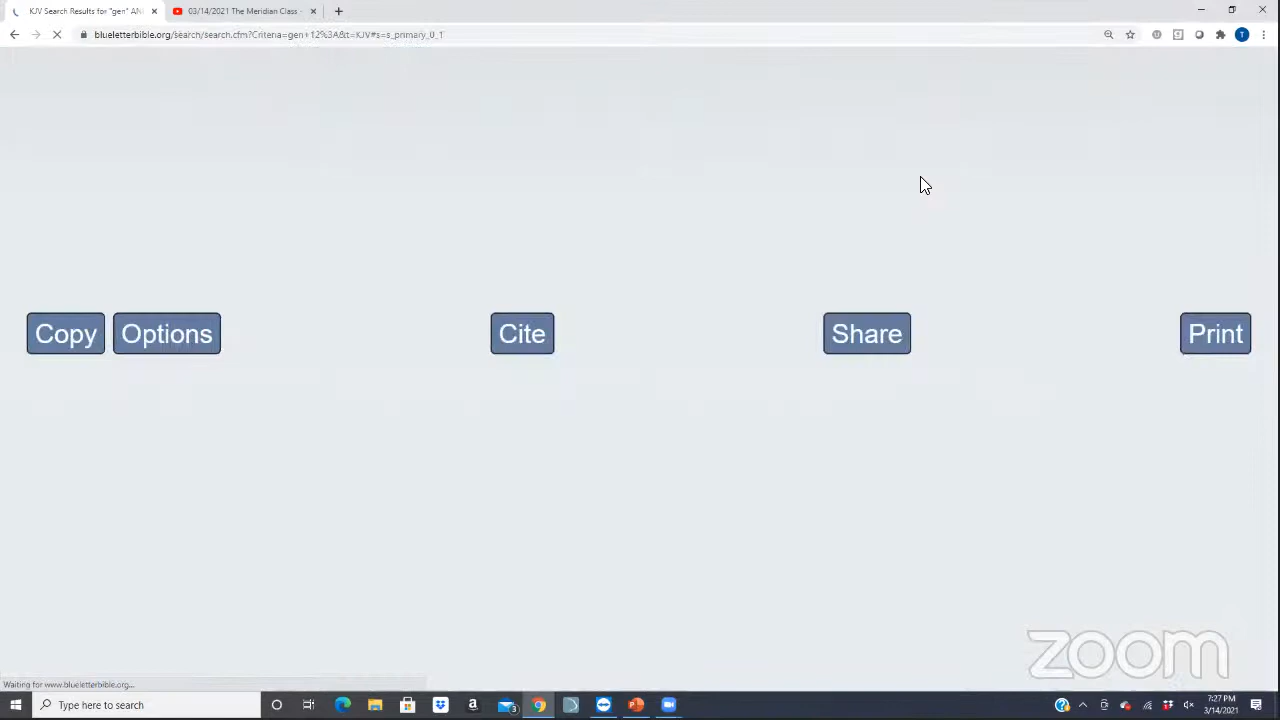 KJV Search Results for "gen" AN
03/14/2021 The Meridian Class -
blueletterbible.org/search/search.cfm?Criteria=gen+12%3A&t=KJV#s=s_primary_0_1
T
Copy Options Cite Share Print
zoom
Waiting for www.blueletterbible.org...
Type here to search
7:27 PM
3/14/2021